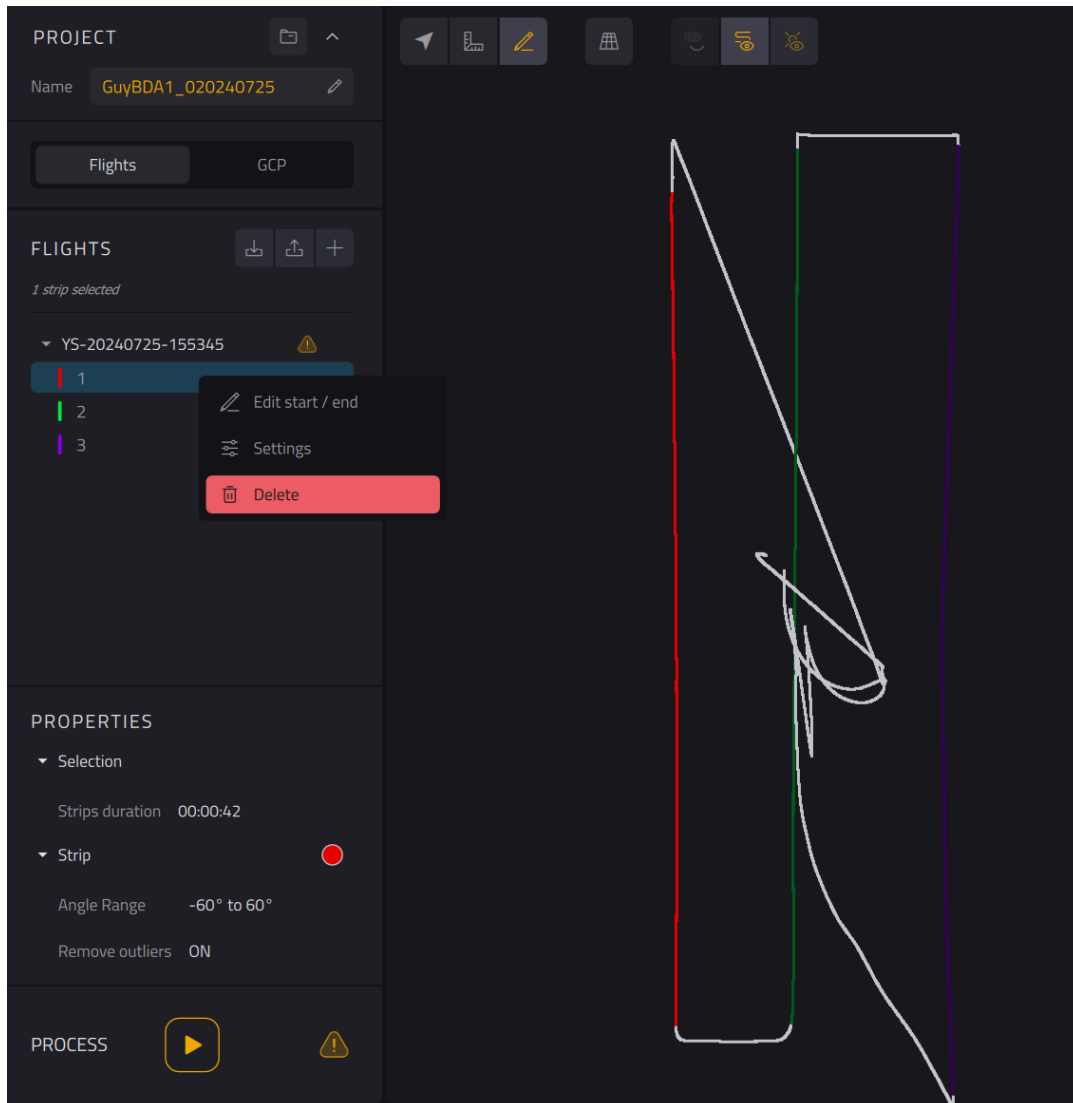 PROJECT
Name GuyBDA1_020240725
Flights GCP
FLIGHTS
1 strip selected
YS-20240725-155345
1
2
3
Edit start / end
Settings
Delete
PROPERTIES
Selection
Strips duration 00:00:42
Strip
Angle Range -60° to 60°
Remove outliers ON
PROCESS